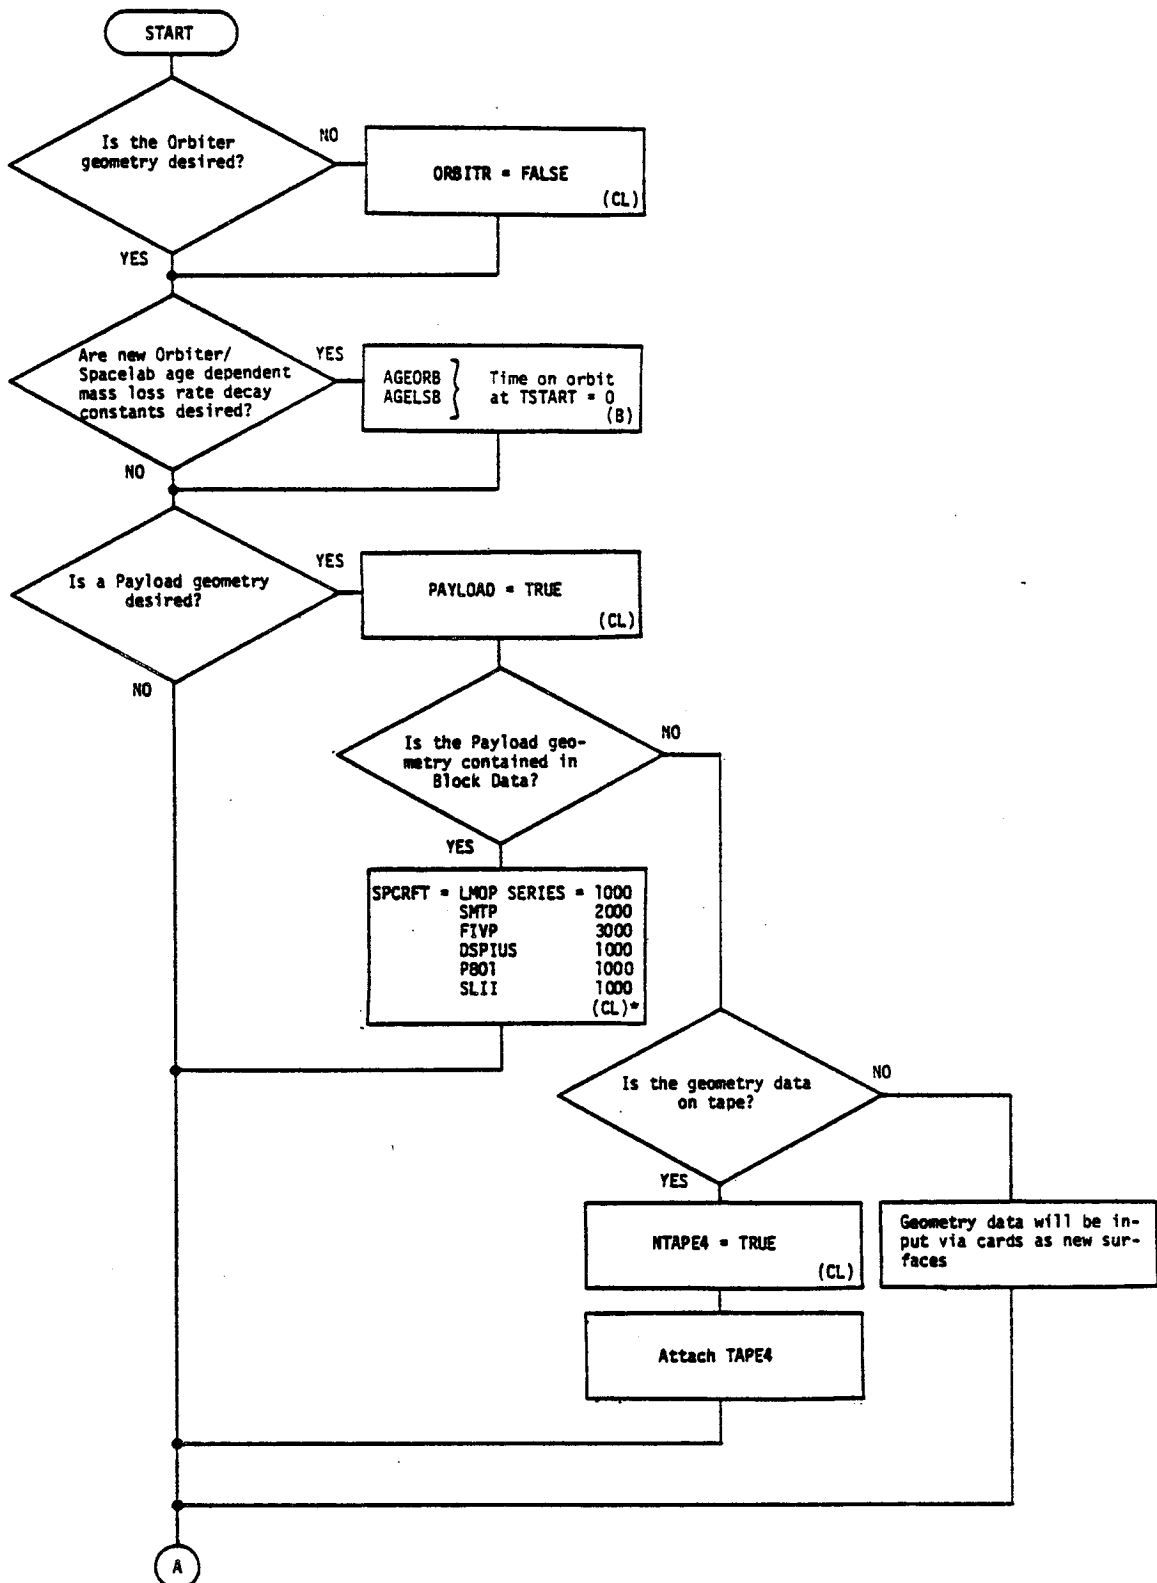 START
Is the Orbiter
geometry desired?
NO
ORBITR = FALSE
(CL)
YES
Are new Orbiter/
Spacelab age dependent
mass loss rate decay
constants desired?
YES
AGEORB
AGELSB
Time on orbit
at TSTART = 0
(B)
NO
Is a Payload geometry
desired?
YES
PAYLOAD = TRUE
(CL)
NO
Is the Payload geo-
metry contained in
Block Data?
NO
YES
SPCRFT = LMOP SERIES = 1000
SMTP 2000
FIVP 3000
DSPIUS 1000
P801 1000
SLII 1000
(CL)*
Is the geometry data
on tape?
NO
YES
NTAPE4 = TRUE
(CL)
Geometry data will be in-
put via cards as new sur-
faces
Attach TAPE4
A